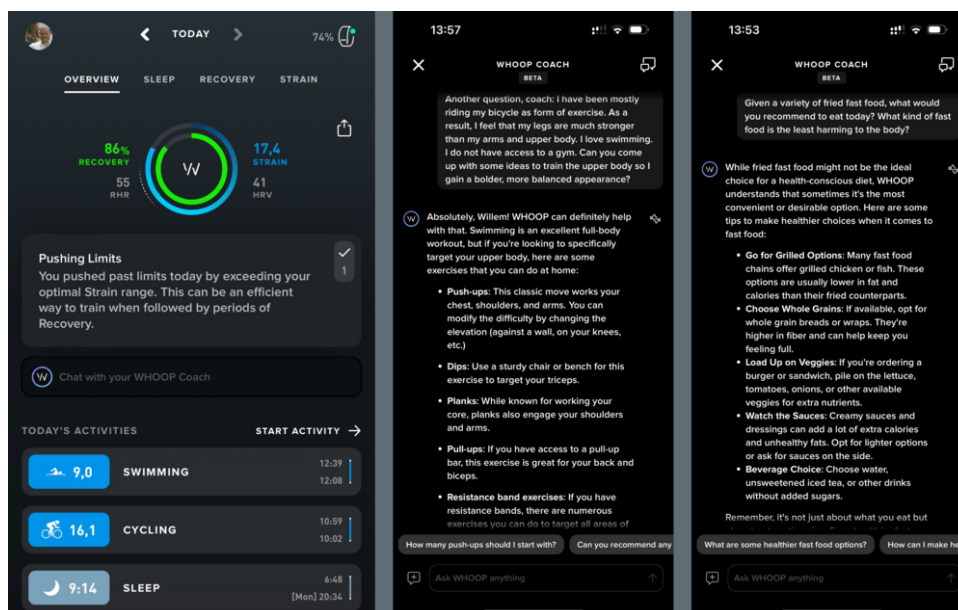 TODAY
74%
OVERVIEW
SLEEP
RECOVERY
STRAIN
86%
RECOVERY
55
RHR
17,4
STRAIN
41
HRV
Pushing Limits
You pushed past limits today by exceeding your
optimal Strain range. This can be an efficient
way to train when followed by periods of
Recovery.
1
Chat with your WHOOP Coach
TODAY'S ACTIVITIES
START ACTIVITY
9,0
SWIMMING
12:39
12:08
16,1
CYCLING
10:59
10:02
9:14
SLEEP
6:48
[Mon] 20:34
13:57
WHOOP COACH
BETA
Another question, coach: i have been mostly
riding my bicycle as form of exercise. As a
result, I feel that my legs are much stronger
than my arms and upper body. I love swimming.
I do not have access to a gym. Can you come
up with some ideas to train the upper body so I
gain a bolder, more balanced appearance?
Absolutely, Willem! WHOOP can definitely help
with that. Swimming is an excellent full-body
workout, but if you're looking to specifically
target your upper body, here are some
exercises that you can do at home:
• Push-ups: This classic move works your
chest, shoulders, and arms. You can
modify the difficulty by changing the
elevation (against a wall, on your knees,
etc.)
• Dips: Use a sturdy chair or bench for this
exercise to target your triceps.
• Planks: While known for working your
core, planks also engage your shoulders
and arms.
• Pull-ups: If you have access to a pull-up
bar, this exercise is great for your back and
biceps.
• Resistance band exercises: If you have
resistance bands, there are numerous
exercises you can do to target all areas of
How many push-ups should I start with?
Can you recommend any
Ask WHOOP anything
13:53
WHOOP COACH
BETA
Given a variety of fried fast food, what would
you recommend to eat today? What kind of fast
food is the least harming to the body?
While fried fast food might not be the ideal
choice for a health-conscious diet, WHOOP
understands that sometimes it's the most
convenient or desirable option. Here are some
tips to make healthier choices when it comes to
fast food:
• Go for Grilled Options: Many fast food
chains offer grilled chicken or fish. These
options are usually lower in fat and
calories than their fried counterparts.
• Choose Whole Grains: If available, opt for
whole grain breads or wraps. They're
higher in fiber and can help keep you
feeling full.
• Load Up on Veggies: If you're ordering a
burger or sandwich, pile on the lettuce,
tomatoes, onions, or other available
veggies for extra nutrients.
• Watch the Sauces: Creamy sauces and
dressings can add a lot of extra calories
and unhealthy fats. Opt for lighter options
or ask for sauces on the side.
• Beverage Choice: Choose water,
unsweetened iced tea, or other drinks
without added sugars.
Remember, it's not just about what you eat but
What are some healthier fast food options?
How can I make he
Ask WHOOP anything